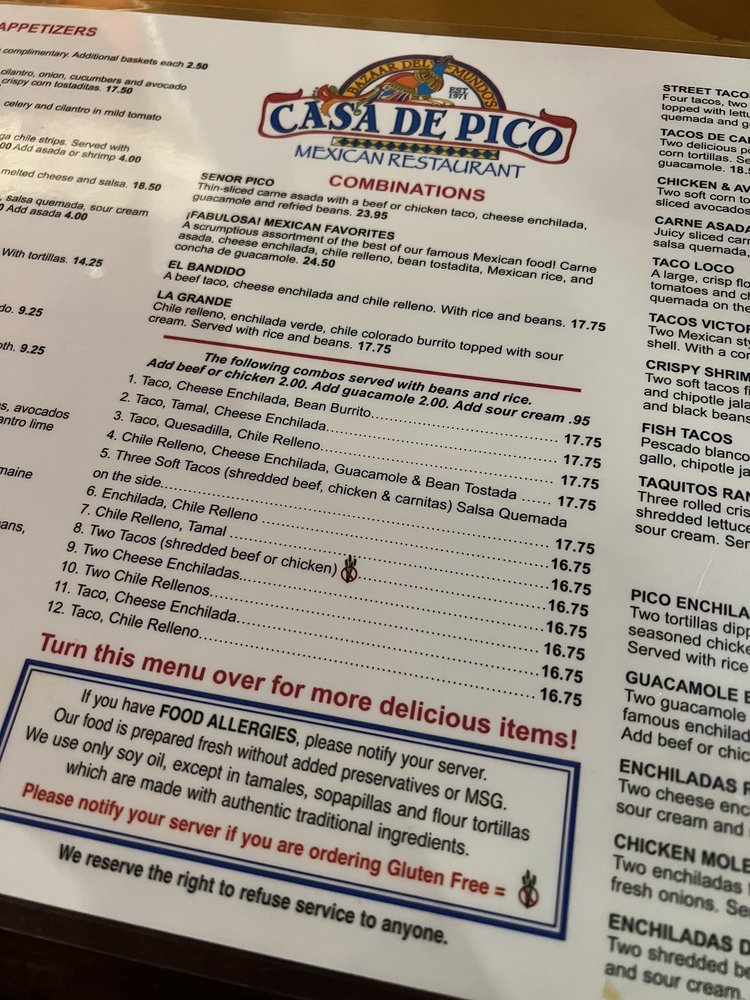 APPETIZERS
complimentary. Additional baskets each 2.50
cilantro, onion, cucumbers and avocado
crispy corn tostaditas. 17.50
celery and cilantro in mild tomato
ga chile strips. Served with
00 Add asada or shrimp 4.00
melted cheese and salsa. 18.50
, salsa quemada, sour cream
0 Add asada 4.00
With tortillas. 14.25
do. 9.25
oth. 9.25
s, avocados
antro lime
maine
ans,
BAZAAR DEL MUNDO'S
EST. 1971
CASA DE PICO
MEXICAN RESTAURANT
COMBINATIONS
SENOR PICO
Thin-sliced carne asada with a beef or chicken taco, cheese enchilada,
guacamole and refried beans. 23.95
¡FABULOSA! MEXICAN FAVORITES
A scrumptious assortment of the best of our famous Mexican food! Carne
asada, cheese enchilada, chile relleno, bean tostadita, Mexican rice, and
concha de guacamole. 24.50
EL BANDIDO
A beef taco, cheese enchilada and chile relleno. With rice and beans. 17.75
LA GRANDE
Chile relleno, enchilada verde, chile colorado burrito topped with sour
cream. Served with rice and beans. 17.75
The following combos served with beans and rice.
Add beef or chicken 2.00. Add guacamole 2.00. Add sour cream .95
1. Taco, Cheese Enchilada, Bean Burrito 17.75
2. Taco, Tamal, Cheese Enchilada 17.75
3. Taco, Quesadilla, Chile Relleno 17.75
4. Chile Relleno, Cheese Enchilada, Guacamole & Bean Tostada 17.75
5. Three Soft Tacos (shredded beef, chicken & carnitas) Salsa Quemada
on the side 17.75
6. Enchilada, Chile Relleno 16.75
7. Chile Relleno, Tamal 16.75
8. Two Tacos (shredded beef or chicken) 16.75
9. Two Cheese Enchiladas 16.75
10. Two Chile Rellenos 16.75
11. Taco, Cheese Enchilada 16.75
12. Taco, Chile Relleno 16.75
Turn this menu over for more delicious items!
If you have FOOD ALLERGIES, please notify your server.
Our food is prepared fresh without added preservatives or MSG.
We use only soy oil, except in tamales, sopapillas and flour tortillas
which are made with authentic traditional ingredients.
Please notify your server if you are ordering Gluten Free =
We reserve the right to refuse service to anyone.
STREET TACO
Four tacos, two
topped with lettu
quemada and g
TACOS DE CA
Two delicious po
corn tortillas. Se
guacamole. 18.
CHICKEN & AV
Two soft corn to
sliced avocados
CARNE ASADA
Juicy sliced carn
salsa quemada,
TACO LOCO
A large, crisp flo
tomatoes and ch
quemada on the
TACOS VICTOR
Two Mexican sty
shell. With a con
CRISPY SHRIM
Two soft tacos fi
and chipotle jala
and black beans
FISH TACOS
Pescado blanco
gallo, chipotle ja
TAQUITOS RAN
Three rolled cris
shredded lettuce
sour cream. Ser
PICO ENCHILA
Two tortillas dipp
seasoned chicke
Served with rice
GUACAMOLE E
Two guacamole
famous enchilad
Add beef or chic
ENCHILADAS R
Two cheese enc
sour cream and
CHICKEN MOLE
Two enchiladas
fresh onions. Se
ENCHILADAS D
Two shredded be
and sour cream